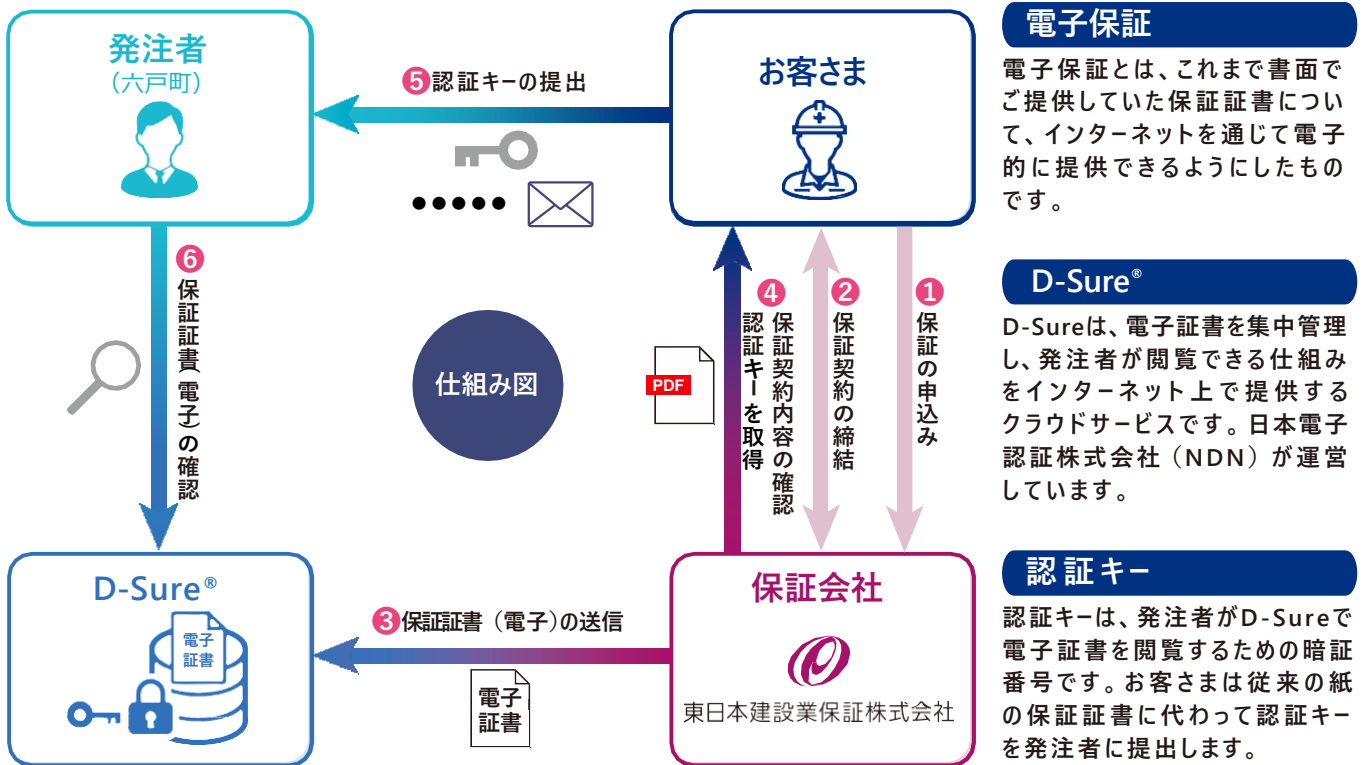 発注者
(六戸町)
❺認証キーの提出
お客さま
❻保証証書(電子)の確認
仕組み図
PDF
❹保証契約内容の確認
認証キーを取得
❷保証契約の締結
❶保証の申込み
D-Sure®
電子
証書
❸保証証書(電子)の送信
電子
証書
保証会社
東日本建設業保証株式会社
電子保証
電子保証とは、これまで書面で
ご提供していた保証証書につい
て、インターネットを通じて電子
的に提供できるようにしたもの
です。
D-Sure®
D-Sureは、電子証書を集中管理
し、発注者が閲覧できる仕組み
をインターネット上で提供する
クラウドサービスです。日本電子
認証株式会社(NDN)が運営
しています。
認証キー
認証キーは、発注者がD-Sureで
電子証書を閲覧するための暗証
番号です。お客さまは従来の紙
の保証証書に代わって認証キー
を発注者に提出します。